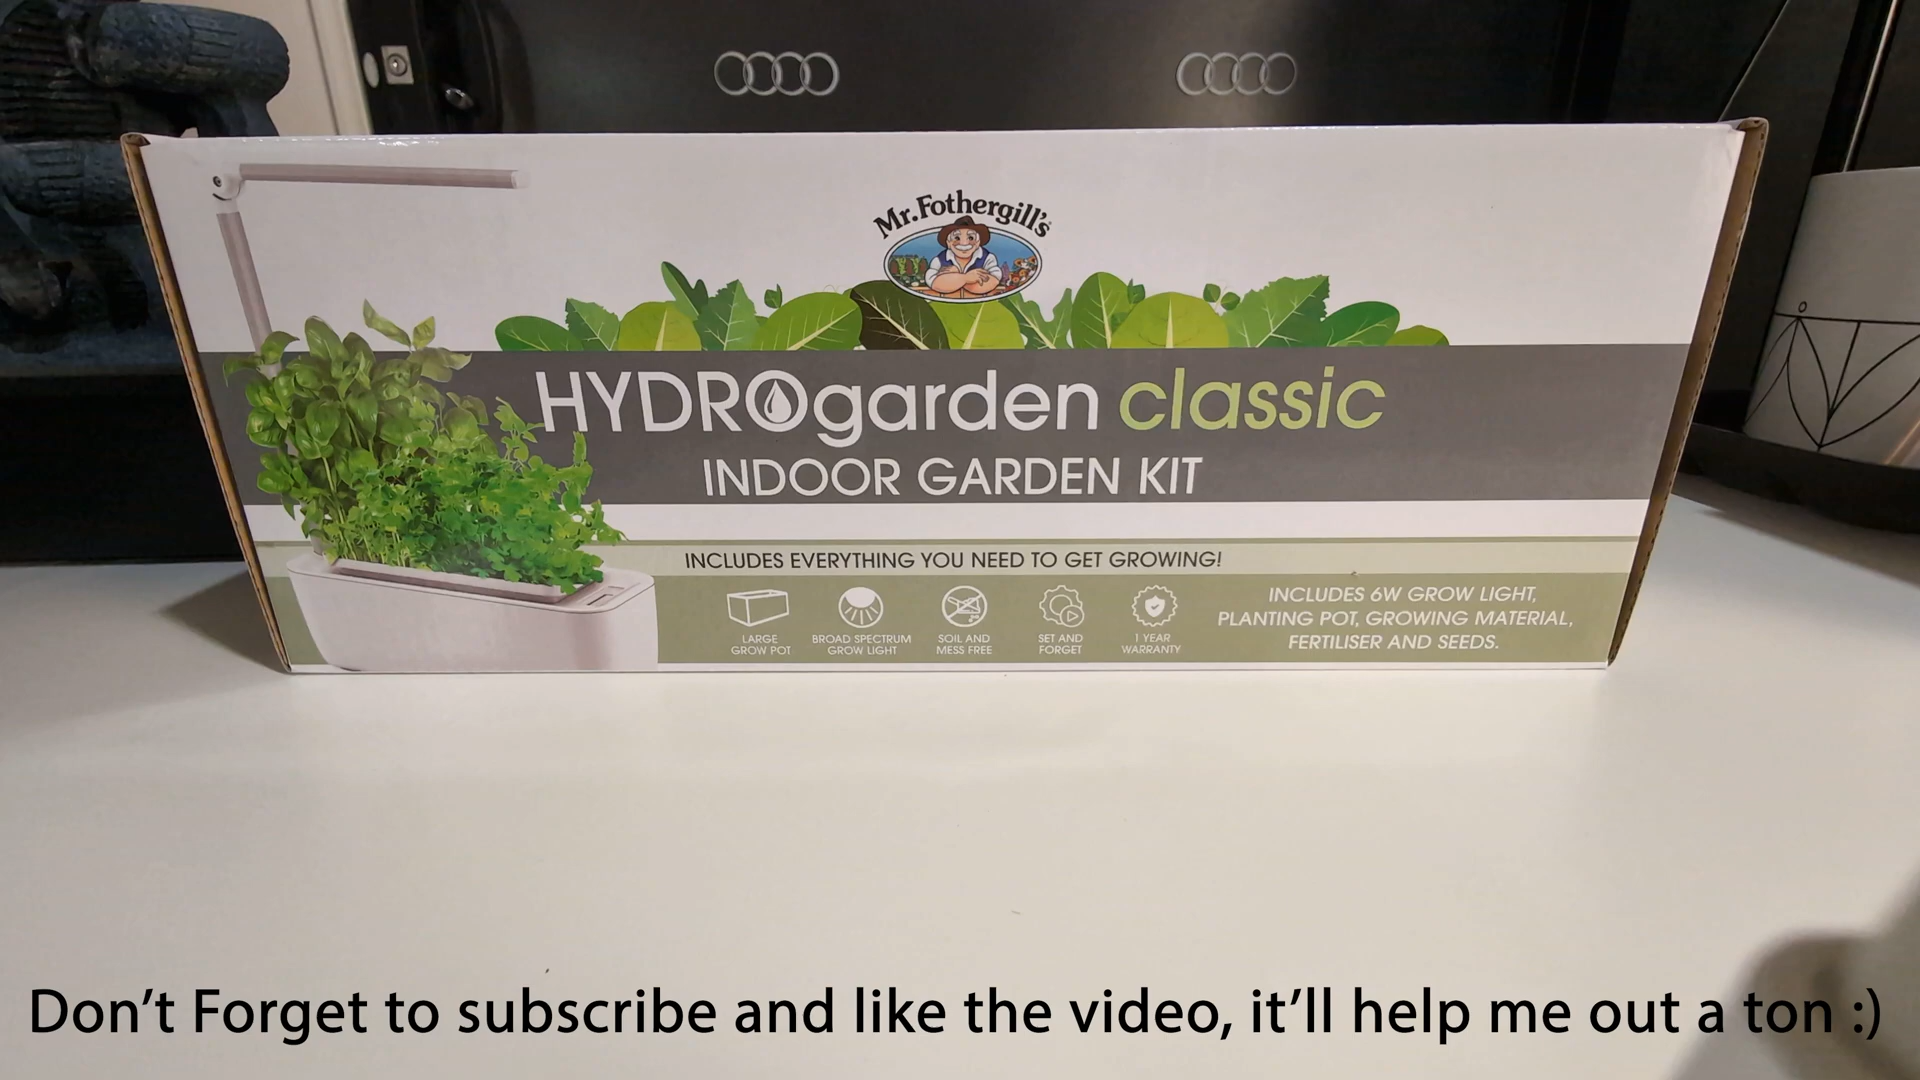 Mr.Fothergill's
HYDROgarden classic
INDOOR GARDEN KIT
INCLUDES EVERYTHING YOU NEED TO GET GROWING!
LARGE
GROW POT
BROAD SPECTRUM
GROW LIGHT
SOIL AND
MESS FREE
SET AND
FORGET
1 YEAR
WARRANTY
INCLUDES 6W GROW LIGHT,
PLANTING POT, GROWING MATERIAL,
FERTILISER AND SEEDS.
Don't Forget to subscribe and like the video, it'll help me out a ton :)